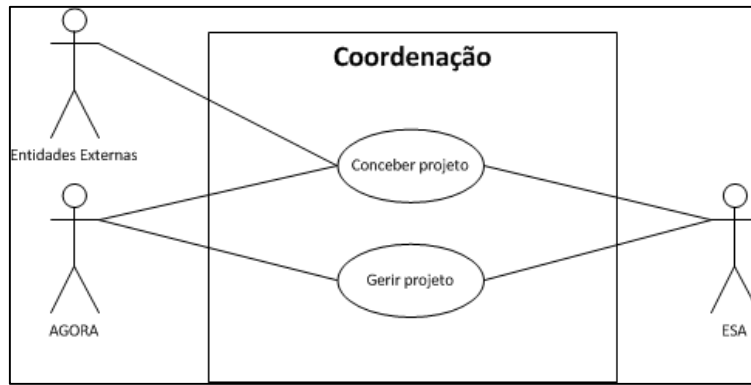 Coordenação
Entidades Externas
Conceber projeto
AGORA
Gerir projeto
ESA